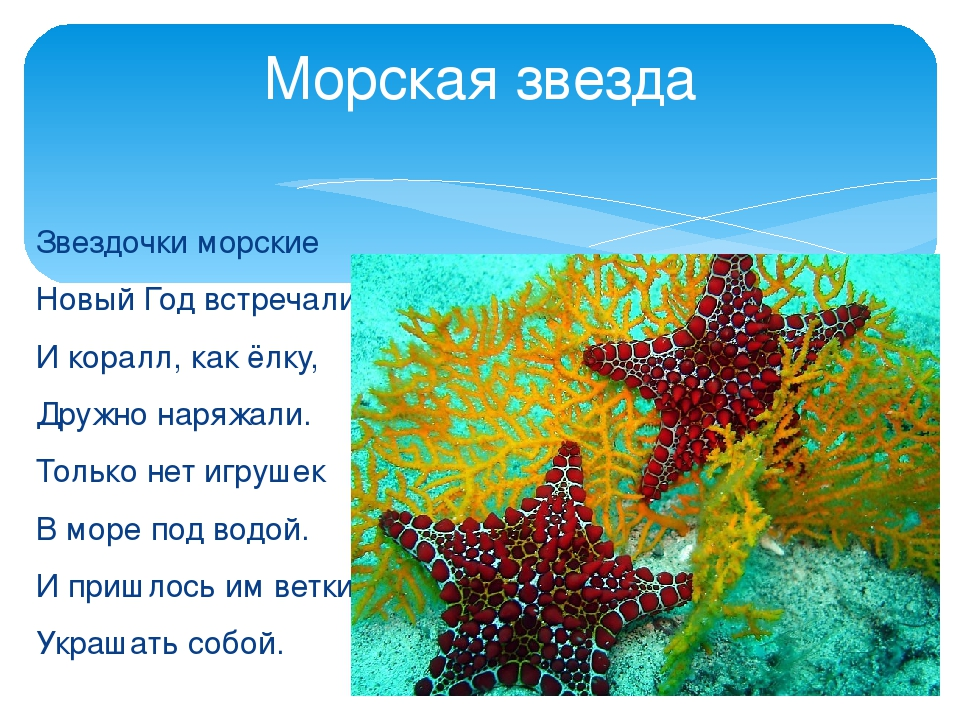 Морская звезда
Звездочки морские
Новый Год встречали
И коралл, как ёлку,
Дружно наряжали.
Только нет игрушек
В море под водой.
И пришлось им ветки
Украшать собой.